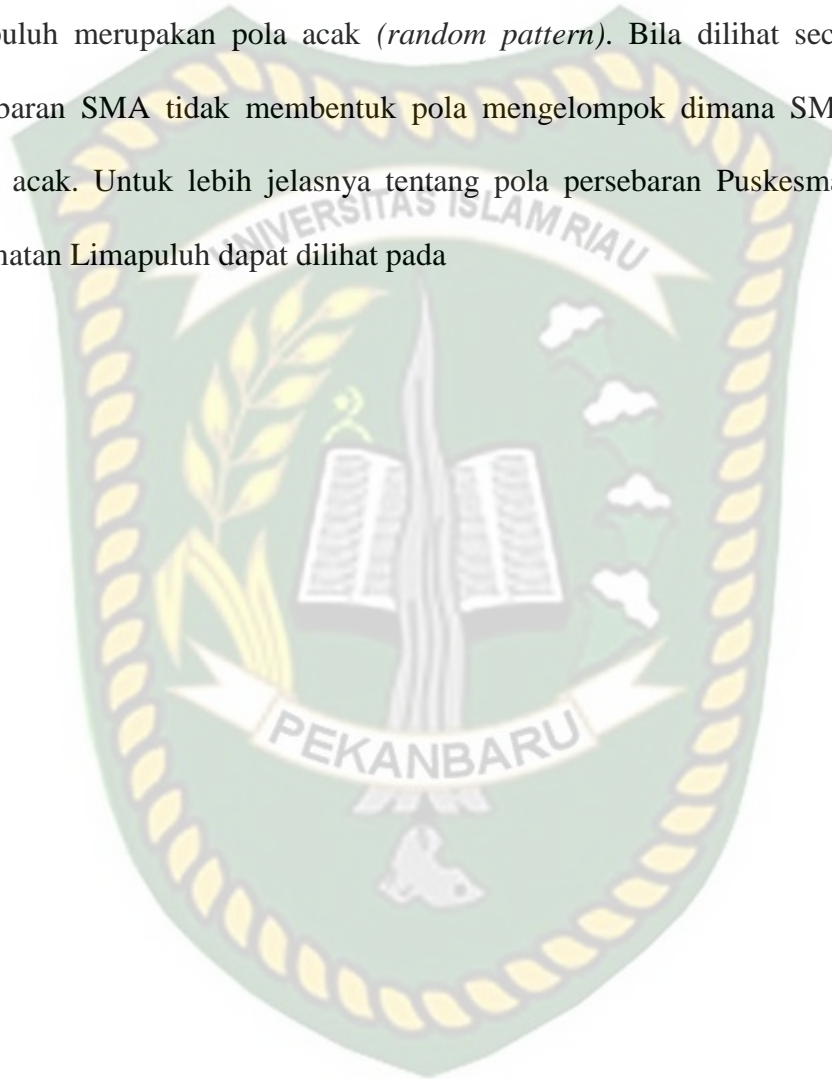 puluh merupakan pola acak (random pattern). Bila dilihat sec
baran SMA tidak membentuk pola mengelompok dimana SM
acak. Untuk lebih jelasnya tentang pola persebaran Puskesma
natan Limapuluh dapat dilihat pada
UNIVERSITAS ISLAM RIAU
PEKANBARU